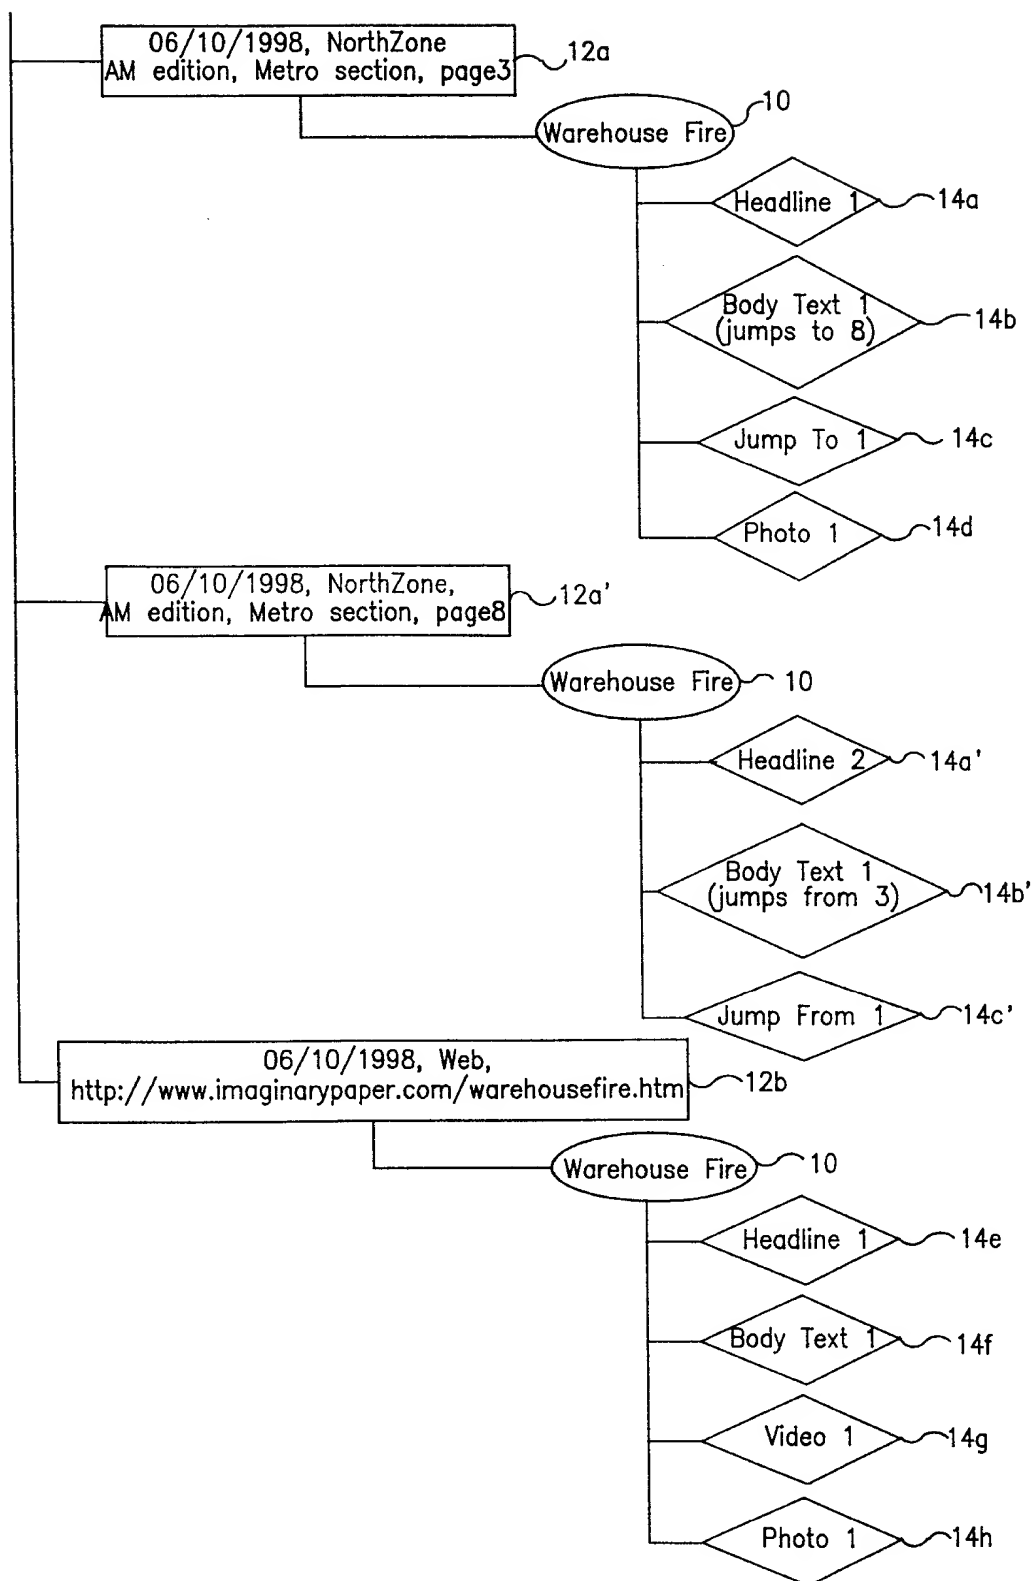 06/10/1998, NorthZone
AM edition, Metro section, page3
12a
Warehouse Fire
10
Headline 1
14a
Body Text 1
(jumps to 8)
14b
Jump To 1
14c
Photo 1
14d
06/10/1998, NorthZone,
AM edition, Metro section, page8
12a'
Warehouse Fire
10
Headline 2
14a'
Body Text 1
(jumps from 3)
14b'
Jump From 1
14c'
06/10/1998, Web,
http://www.imaginarypaper.com/warehousefire.htm
12b
Warehouse Fire
10
Headline 1
14e
Body Text 1
14f
Video 1
14g
Photo 1
14h